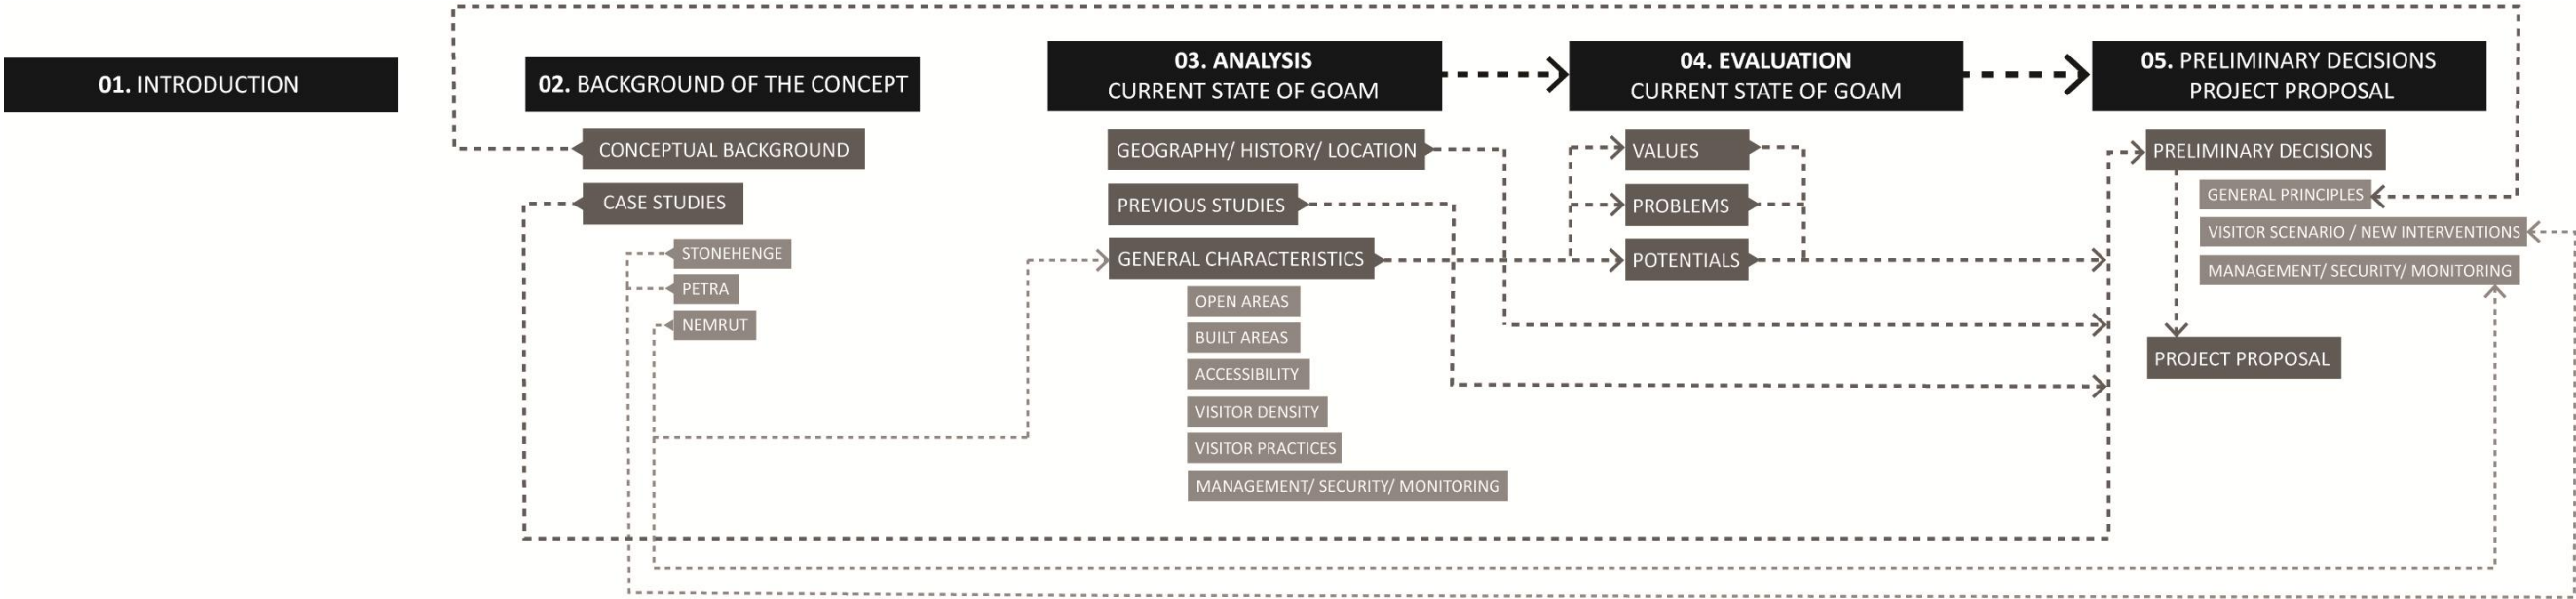 01. INTRODUCTION
02. BACKGROUND OF THE CONCEPT
CONCEPTUAL BACKGROUND
CASE STUDIES
STONEHENGE
PETRA
NEMRUT
03. ANALYSIS
CURRENT STATE OF GOAM
GEOGRAPHY/ HISTORY/ LOCATION
PREVIOUS STUDIES
GENERAL CHARACTERISTICS
OPEN AREAS
BUILT AREAS
ACCESSIBILITY
VISITOR DENSITY
VISITOR PRACTICES
MANAGEMENT/ SECURITY/ MONITORING
04. EVALUATION
CURRENT STATE OF GOAM
VALUES
PROBLEMS
POTENTIALS
05. PRELIMINARY DECISIONS
PROJECT PROPOSAL
PRELIMINARY DECISIONS
GENERAL PRINCIPLES
VISITOR SCENARIO / NEW INTERVENTIONS
MANAGEMENT/ SECURITY/ MONITORING
PROJECT PROPOSAL